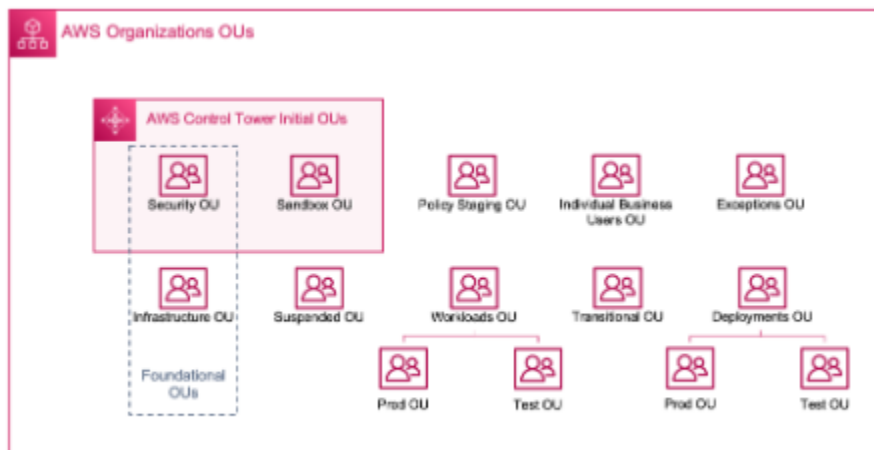 AWS Organizations OUs
AWS Control Tower Initial OUs
Security OU
Sandbox OU
Policy Staging OU
Individual Business
Users OU
Exceptions OU
Infrastructure OU
Suspended OU
Workloads OU
Transitional OU
Deployments OU
Foundational
OUs
Prod OU
Test OU
Prod OU
Test OU